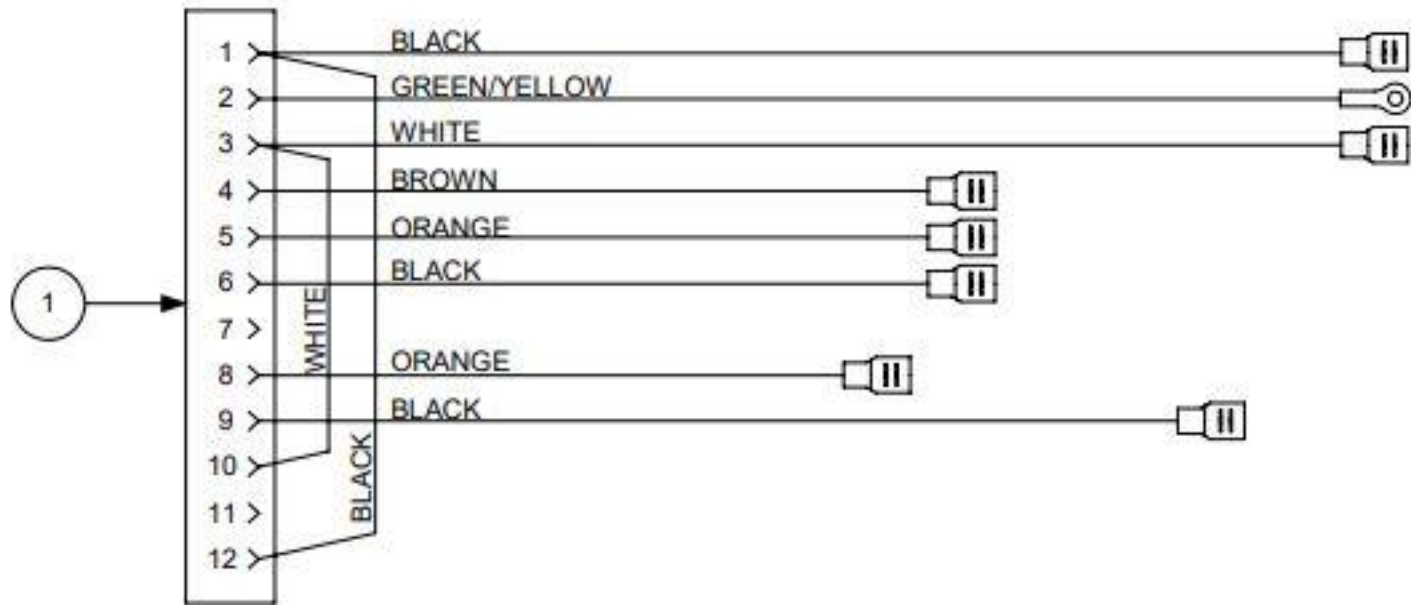 1 BLACK
2 GREEN/YELLOW
3 WHITE
4 BROWN
5 ORANGE
6 BLACK
1
7
WHITE
8 ORANGE
9 BLACK
10
BLACK
11
12